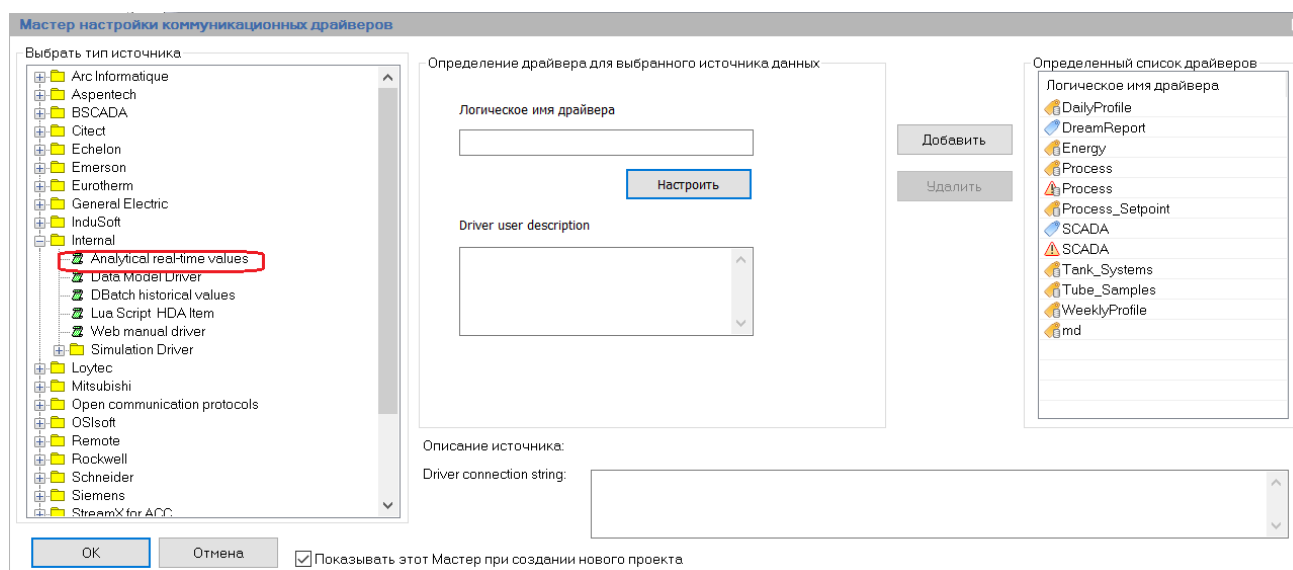 Мастер настройки коммуникационных драйверов
Выбрать тип источника
Arc Informatique
Aspentech
BSCADA
Citect
Echelon
Emerson
Eurotherm
General Electric
InduSoft
Internal
Analytical real-time values
Data Model Driver
DBatch historical values
Lua Script HDA Item
Web manual driver
Simulation Driver
Loytec
Mitsubishi
Open communication protocols
OSIsoft
Remote
Rockwell
Schneider
Siemens
StreamX for ACC
Определение драйвера для выбранного источника данных
Логическое имя драйвера
Настроить
Driver user description
Добавить
Удалить
Определенный список драйверов
Логическое имя драйвера
DailyProfile
DreamReport
Energy
Process
Process
Process_Setpoint
SCADA
SCADA
Tank_Systems
Tube_Samples
WeeklyProfile
md
Описание источника:
Driver connection string:
OK
Отмена
Показывать этот Мастер при создании нового проекта